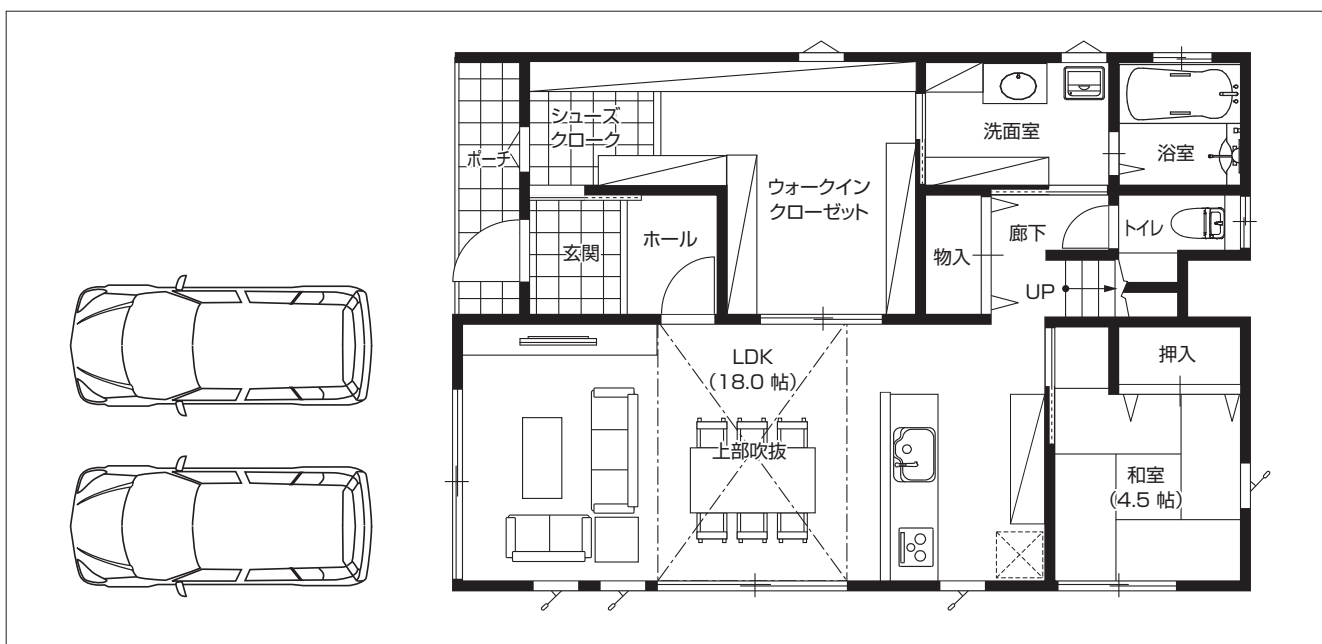 シューズ
クローク
ポーチ
洗面室
浴室
ウォークイン
クローゼット
玄関
ホール
物入
廊下
トイレ
UP
LDK
(18.0 帖)
上部吹抜
押入
和室
(4.5 帖)